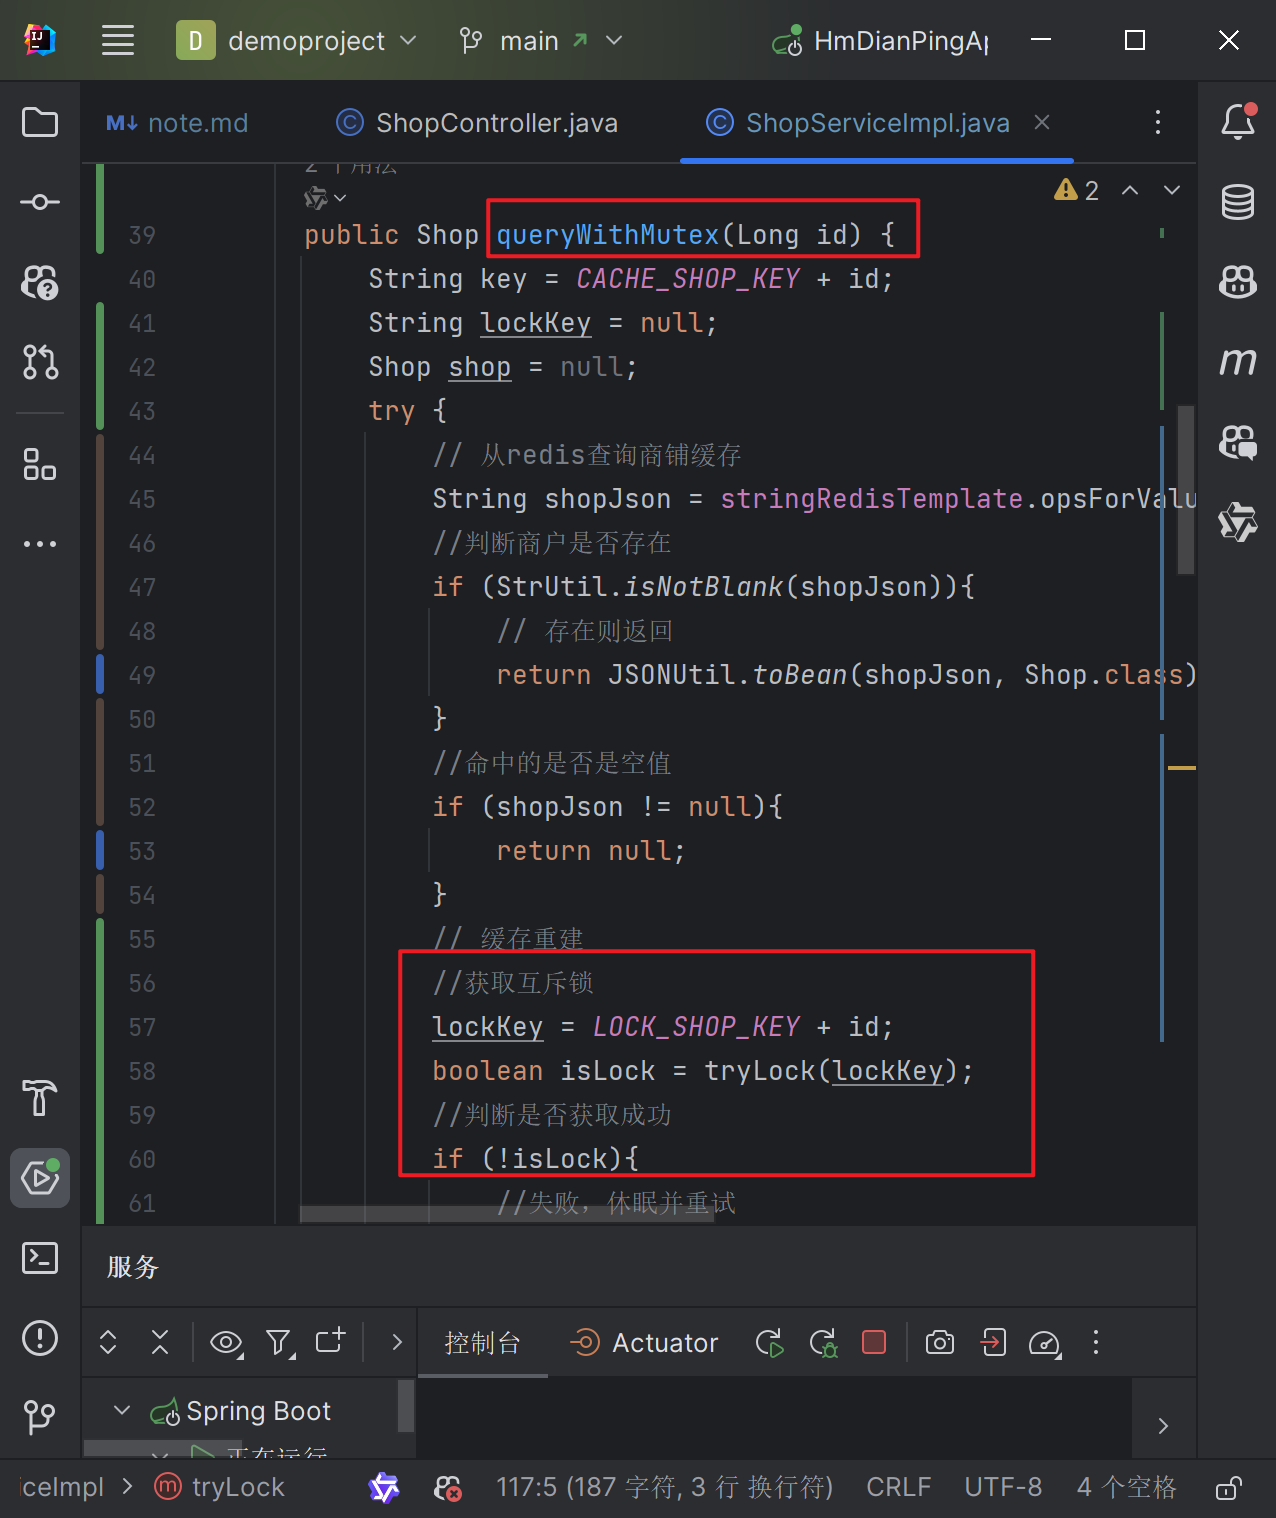 D demoproject main HmDianPingAp
note.md ShopController.java ShopServiceImpl.java
2 个用法
2
39 public Shop queryWithMutex(Long id) {
40 String key = CACHE_SHOP_KEY + id;
41 String lockKey = null;
42 Shop shop = null;
43 try {
44 // 从redis查询商铺缓存
45 String shopJson = stringRedisTemplate.opsForValu
46 //判断商户是否存在
47 if (StrUtil.isNotBlank(shopJson)){
48 // 存在则返回
49 return JSONUtil.toBean(shopJson, Shop.class)
50 }
51 //命中的是否是空值
52 if (shopJson != null){
53 return null;
54 }
55 // 缓存重建
56 //获取互斥锁
57 lockKey = LOCK_SHOP_KEY + id;
58 boolean isLock = tryLock(lockKey);
59 //判断是否获取成功
60 if (!isLock){
61 //失败，休眠并重试
服务
控制台 Actuator
Spring Boot
正在运行
iceImpl tryLock 117:5 (187 字符, 3 行 换行符) CRLF UTF-8 4 个空格